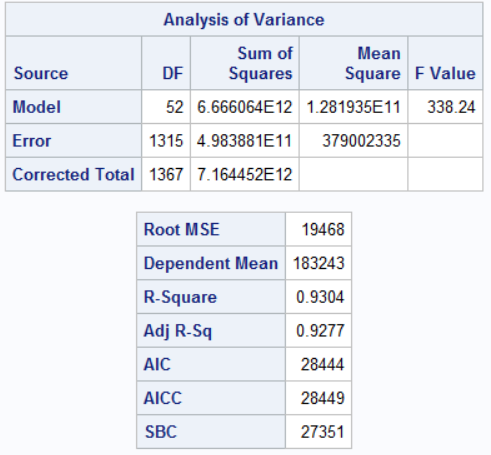 Analysis of Variance
Source DF Sum of Squares Mean Square F Value
Model 52 6.666064E12 1.281935E11 338.24
Error 1315 4.983881E11 379002335
Corrected Total 1367 7.164452E12
Root MSE 19468
Dependent Mean 183243
R-Square 0.9304
Adj R-Sq 0.9277
AIC 28444
AICC 28449
SBC 27351